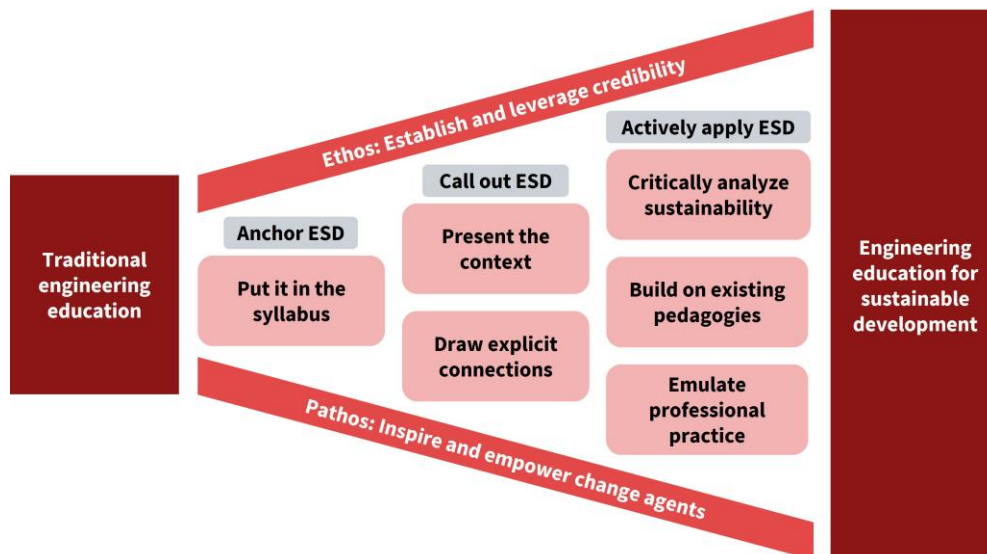 Traditional
engineering
education
Ethos: Establish and leverage credibility
Anchor ESD
Put it in the
syllabus
Call out ESD
Present the
context
Draw explicit
connections
Actively apply ESD
Critically analyze
sustainability
Build on existing
pedagogies
Emulate
professional
practice
Pathos: Inspire and empower change agents
Engineering
education for
sustainable
development